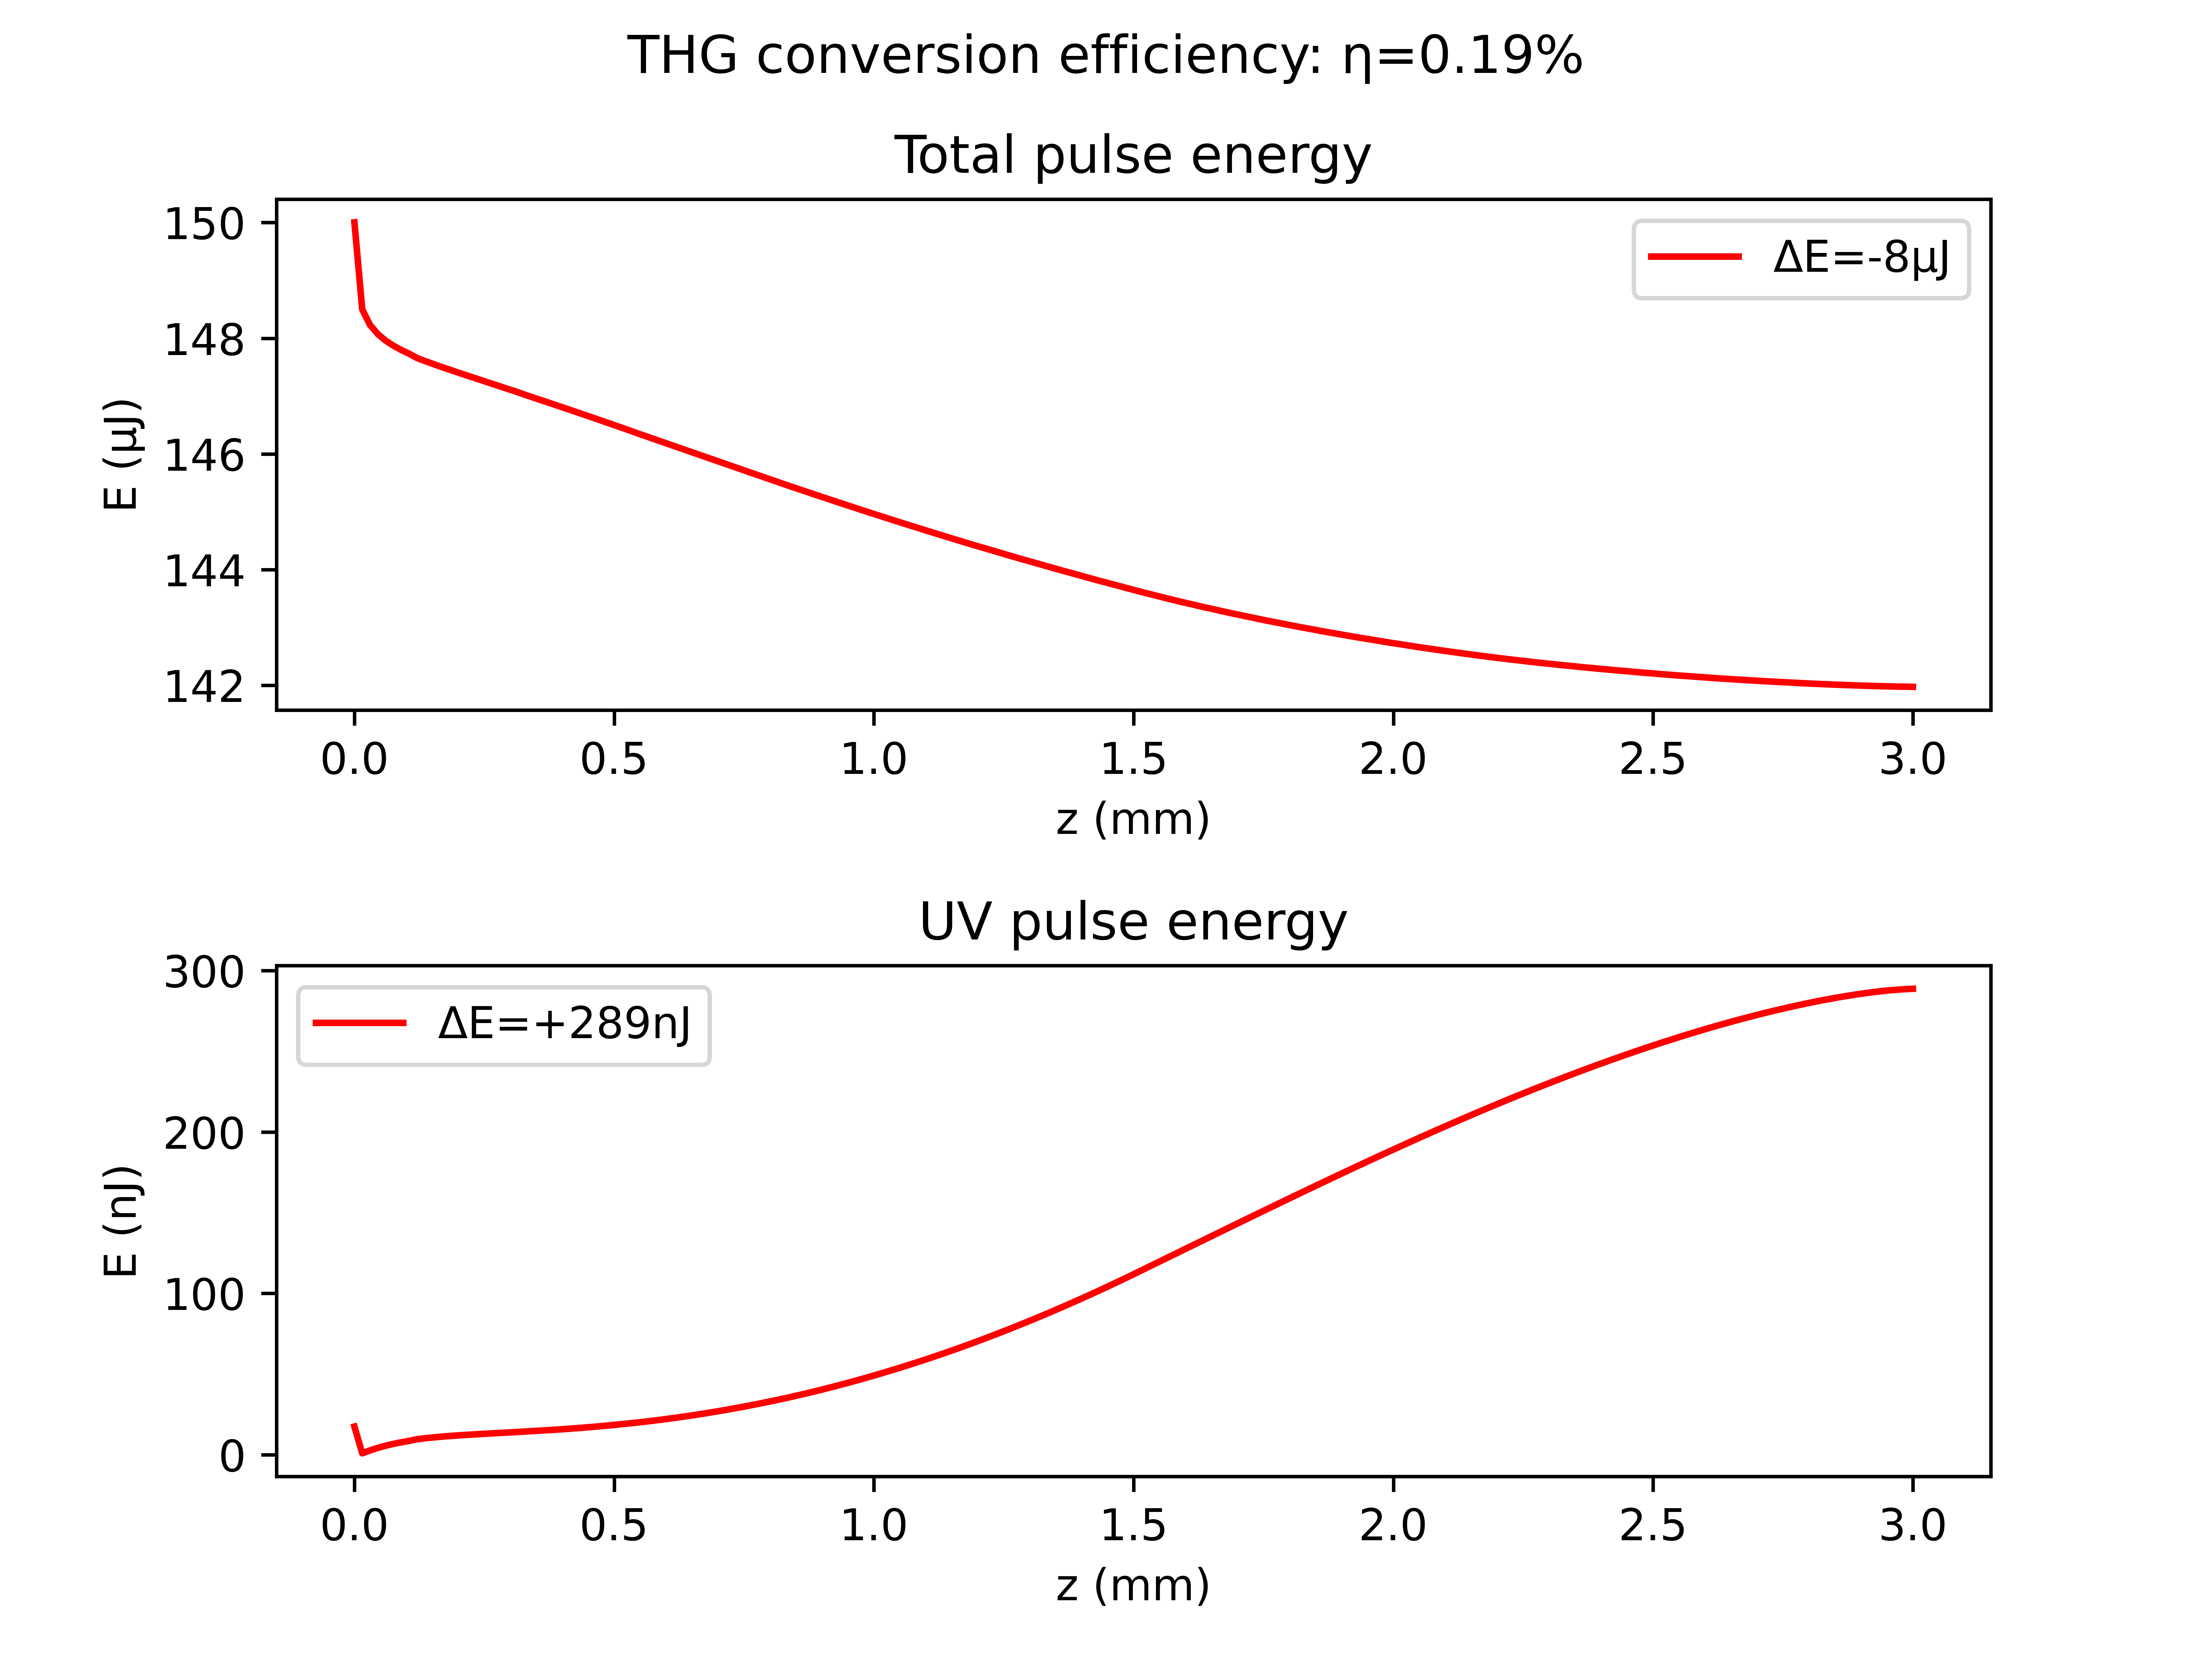 THG conversion efficiency: η=0.19%
Total pulse energy
E (μJ)
150
148
146
144
142
ΔE=-8μJ
0.0 0.5 1.0 1.5 2.0 2.5 3.0
z (mm)
UV pulse energy
E (nJ)
300
200
100
0
ΔE=+289nJ
0.0 0.5 1.0 1.5 2.0 2.5 3.0
z (mm)